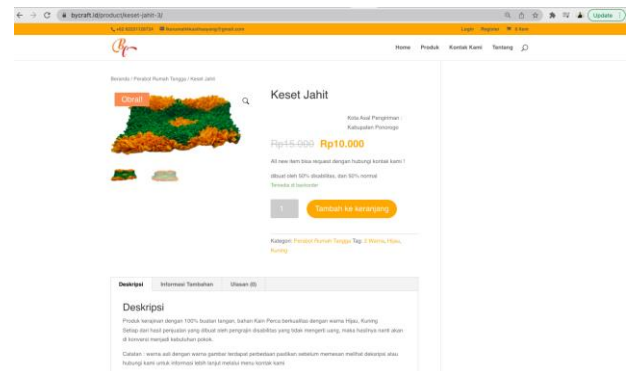 bycraft.id/product/keset-jahit-3/
Update
Login Register 0 Item
Home Produk Kontak Kami Tentang
Beranda / Perabot Rumah Tangga / Keset Jahit
Obral!
Keset Jahit
Kota Asal Pengiriman :
Kabupaten Ponorogo
Rp15.000 Rp10.000
All new item bisa request dengan hubungi kontak kami !
dibuat oleh 50% disabilitas, dan 50% normal
Tersedia di backorder
1 Tambah ke keranjang
Kategori: Perabot Rumah Tangga Tag: 2 Warna, Hijau,
Kuning
Deskripsi Informasi Tambahan Ulasan (0)
Deskripsi
Produk kerajinan dengan 100% buatan tangan, bahan Kain Perca berkualitas dengan warna Hijau, Kuning
Setiap dari hasil penjualan yang dibuat oleh pengrajin disabilitas yang tidak mengerti uang, maka hasilnya nanti akan
di konversi menjadi kebutuhan pokok.
Catatan : warna asli dengan warna gambar terdapat perbedaan pastikan sebelum memesan melihat deksripsi atau
hubungi kami untuk informasi lebih lanjut melalui menu kontak kami